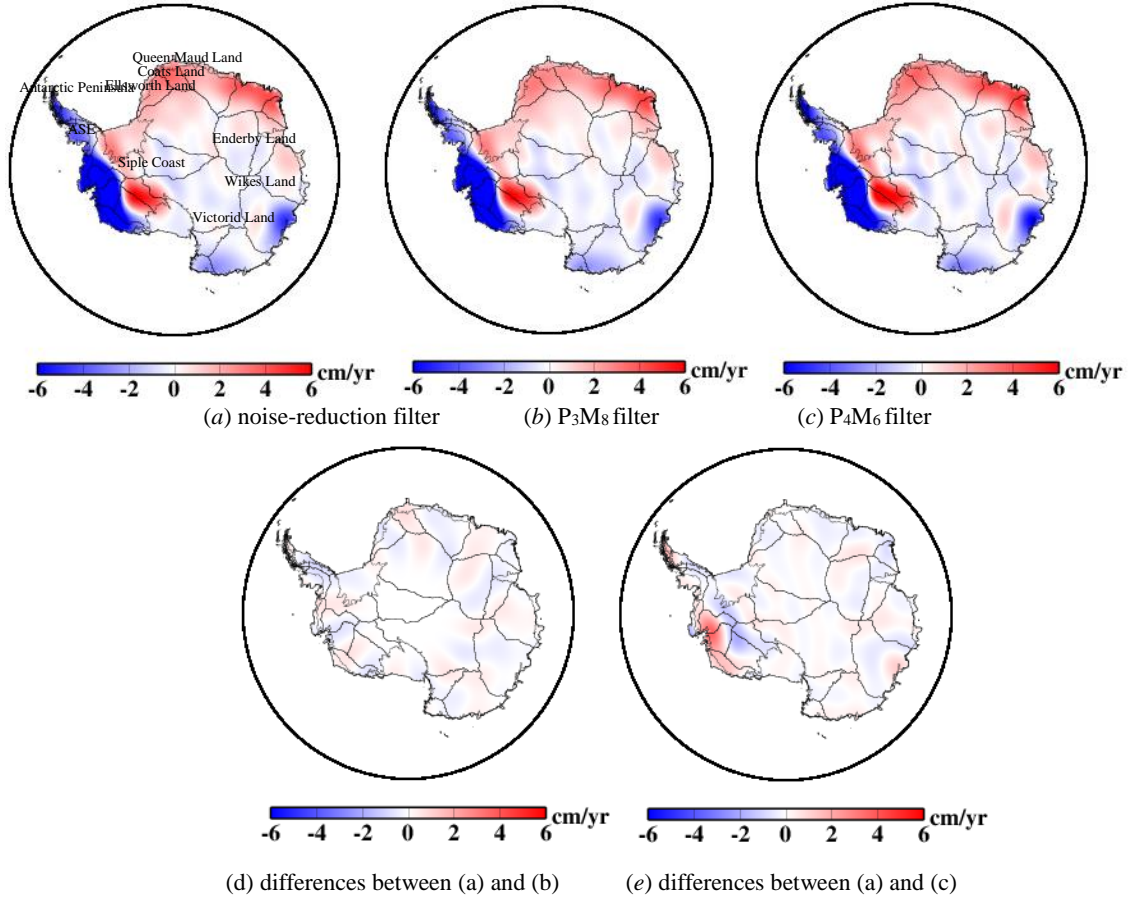 Queen Maud Land
Coats Land
Antarctic Peninsula Ellsworth Land
ASE
Enderby Land
Siple Coast
Wikes Land
Victorid Land
-6 -4 -2 0 2 4 6 cm/yr
-6 -4 -2 0 2 4 6 cm/yr
-6 -4 -2 0 2 4 6 cm/yr
(a) noise-reduction filter
(b) P₃M₈ filter
(c) P₄M₆ filter
-6 -4 -2 0 2 4 6 cm/yr
-6 -4 -2 0 2 4 6 cm/yr
(d) differences between (a) and (b)
(e) differences between (a) and (c)